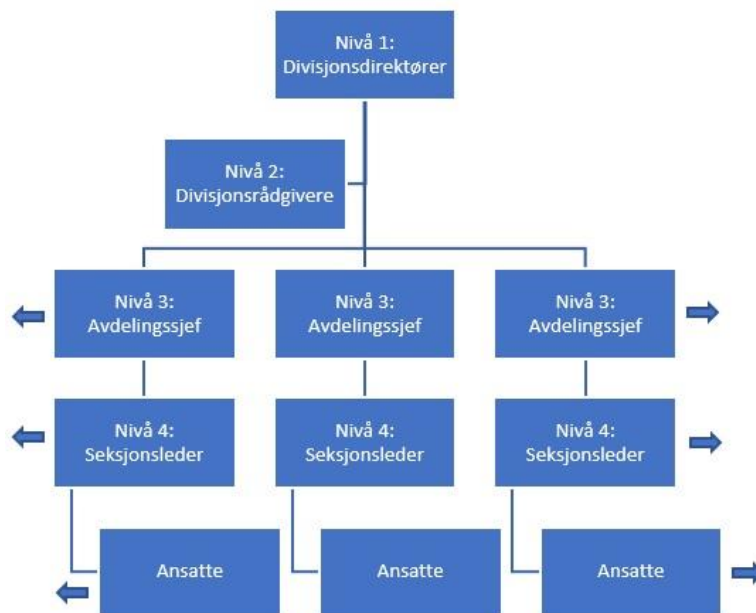 Nivå 1:
Divisjonsdirektører
Nivå 2:
Divisjonsrådgivere
Nivå 3:
Avdelingssjef
Nivå 3:
Avdelingssjef
Nivå 3:
Avdelingssjef
Nivå 4:
Seksjonsleder
Nivå 4:
Seksjonsleder
Nivå 4:
Seksjonsleder
Ansatte
Ansatte
Ansatte